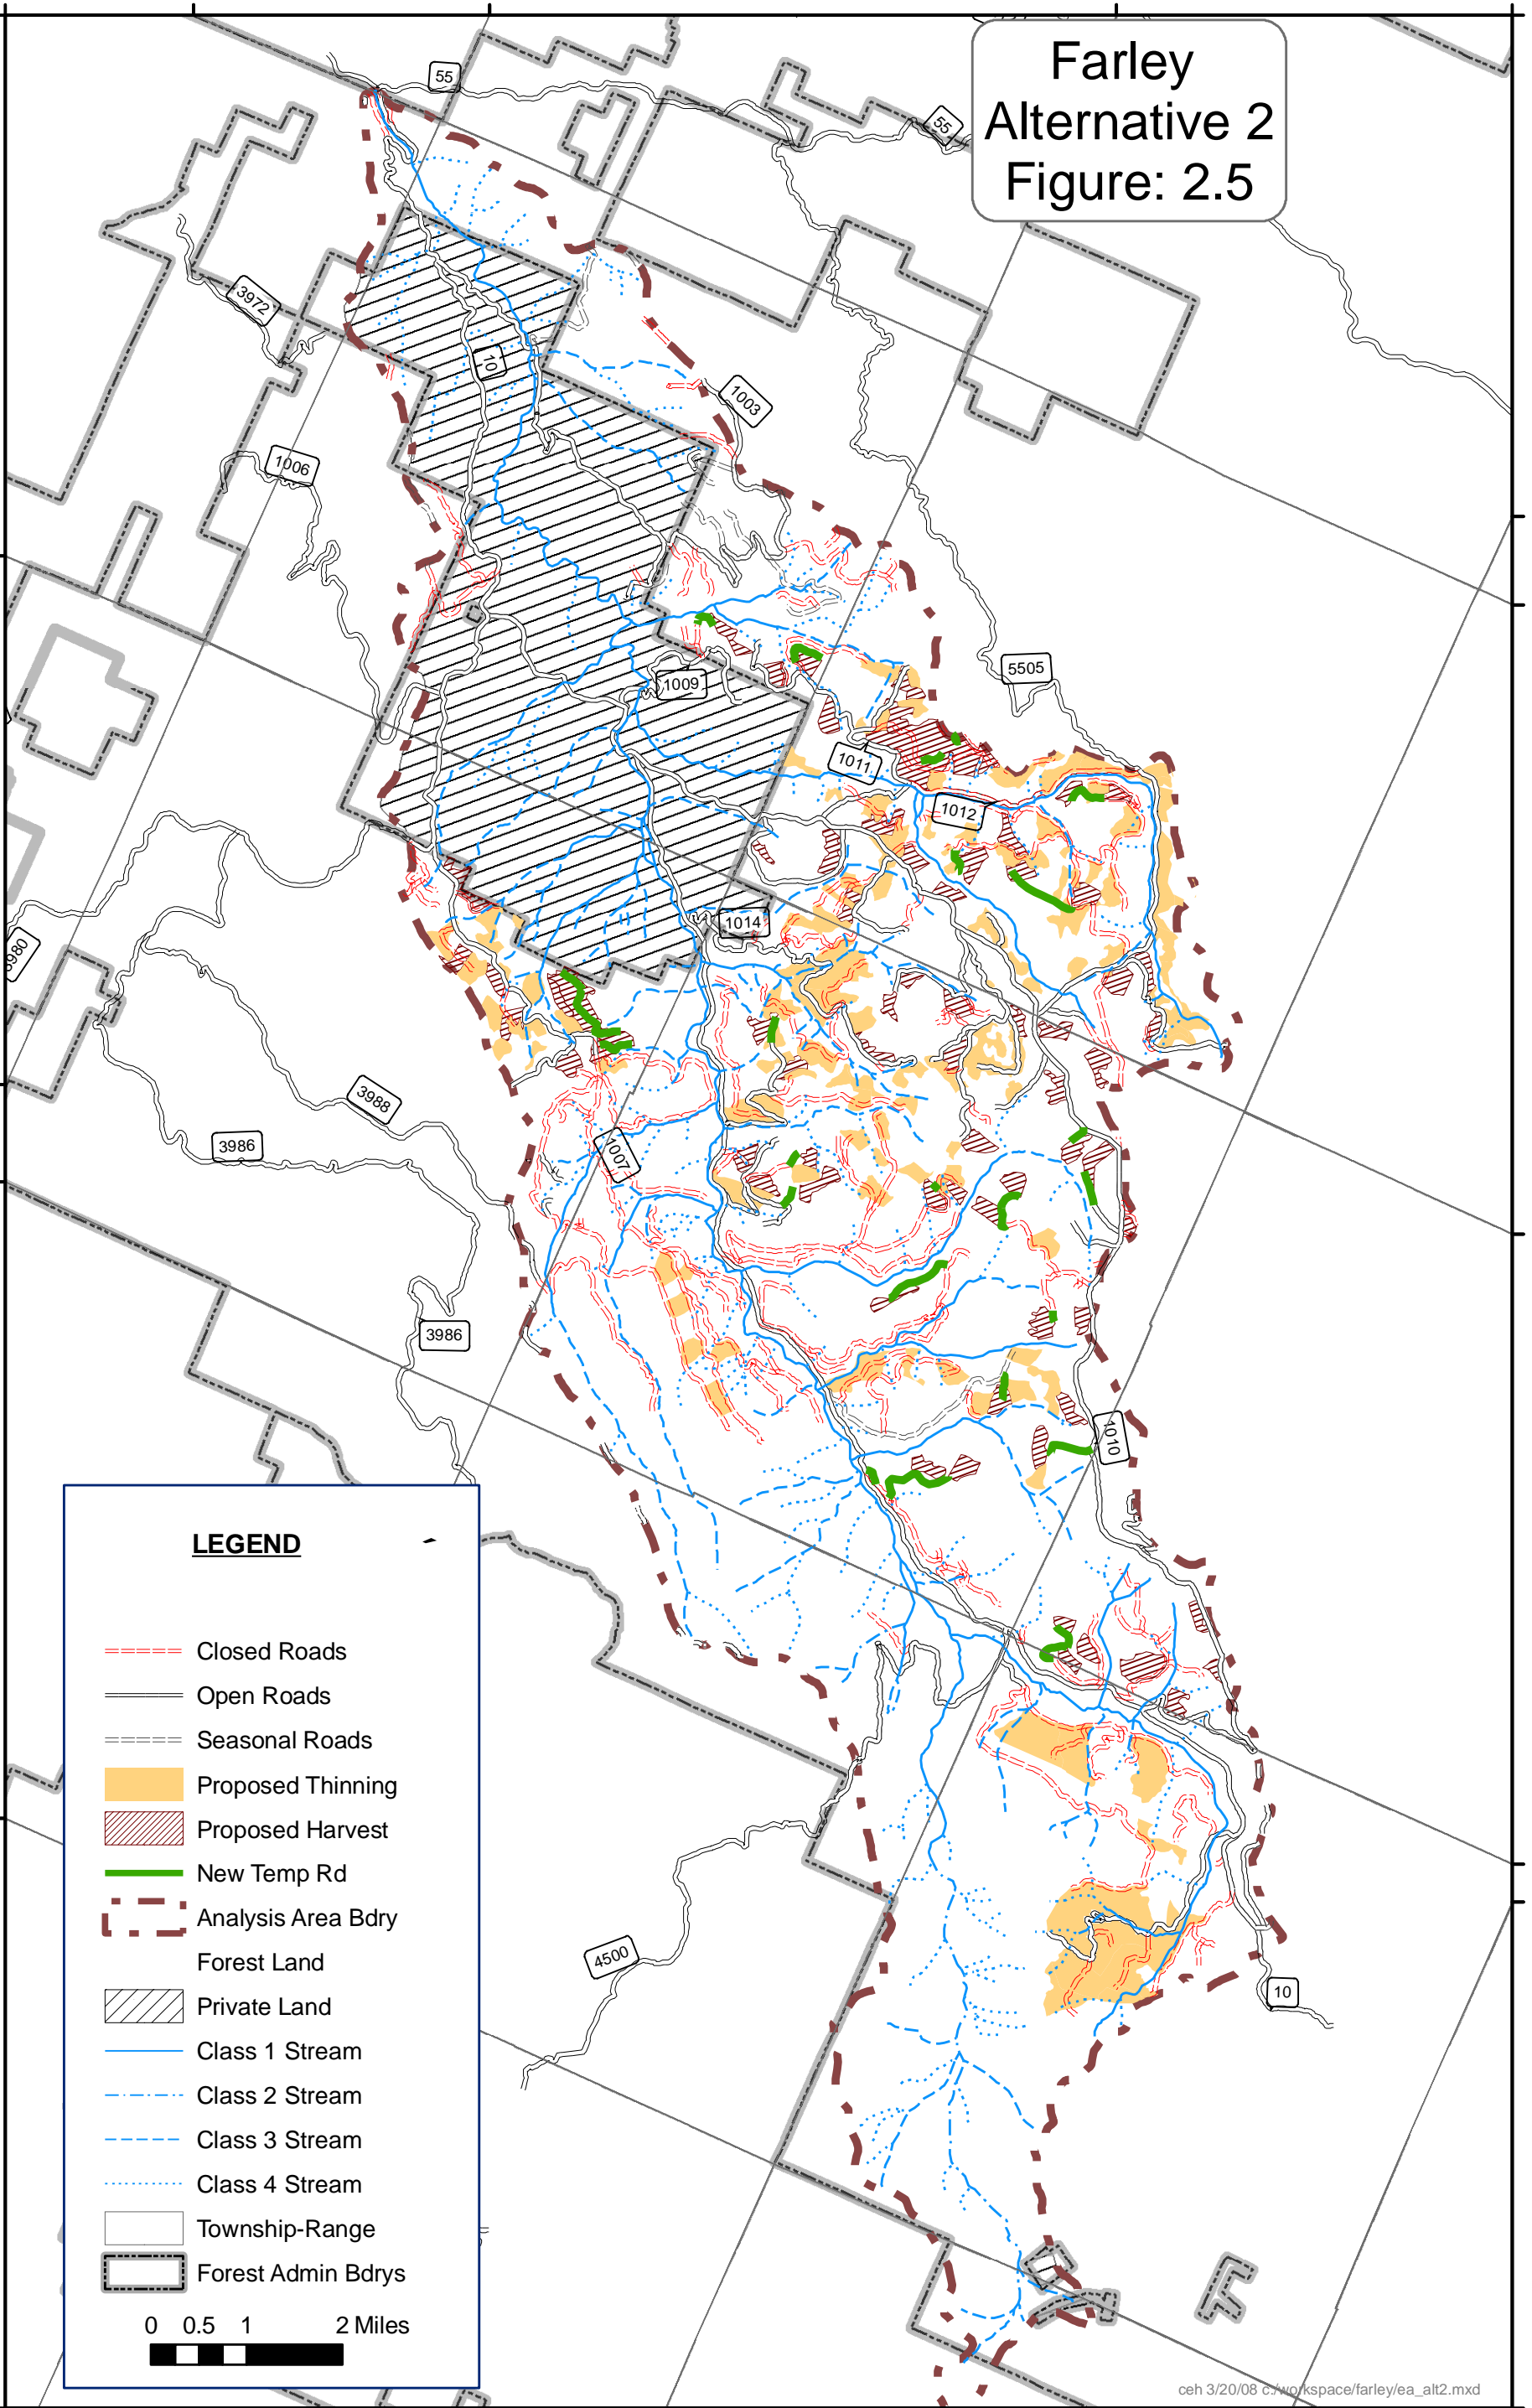 Farley
Alternative 2
Figure: 2.5
55
55
3972
10
1003
1006
5505
1009
1011
1012
1014
3980
3988
3986
1007
3986
1010
4500
10
LEGEND
Closed Roads
Open Roads
Seasonal Roads
Proposed Thinning
Proposed Harvest
New Temp Rd
Analysis Area Bdry
Forest Land
Private Land
Class 1 Stream
Class 2 Stream
Class 3 Stream
Class 4 Stream
Township-Range
Forest Admin Bdrys
0 0.5 1 2 Miles
ceh 3/20/08 c:/workspace/farley/ea_alt2.mxd